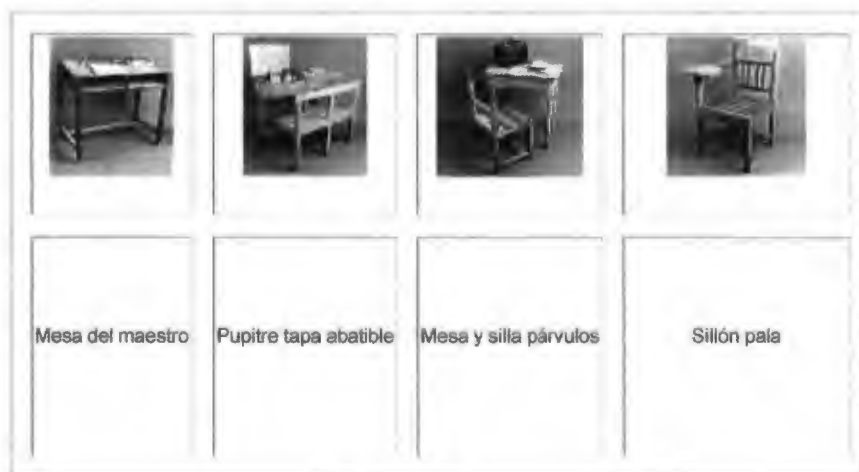 Mesa del maestro
Pupitre tapa abatible
Mesa y silla párvulos
Sillón pala